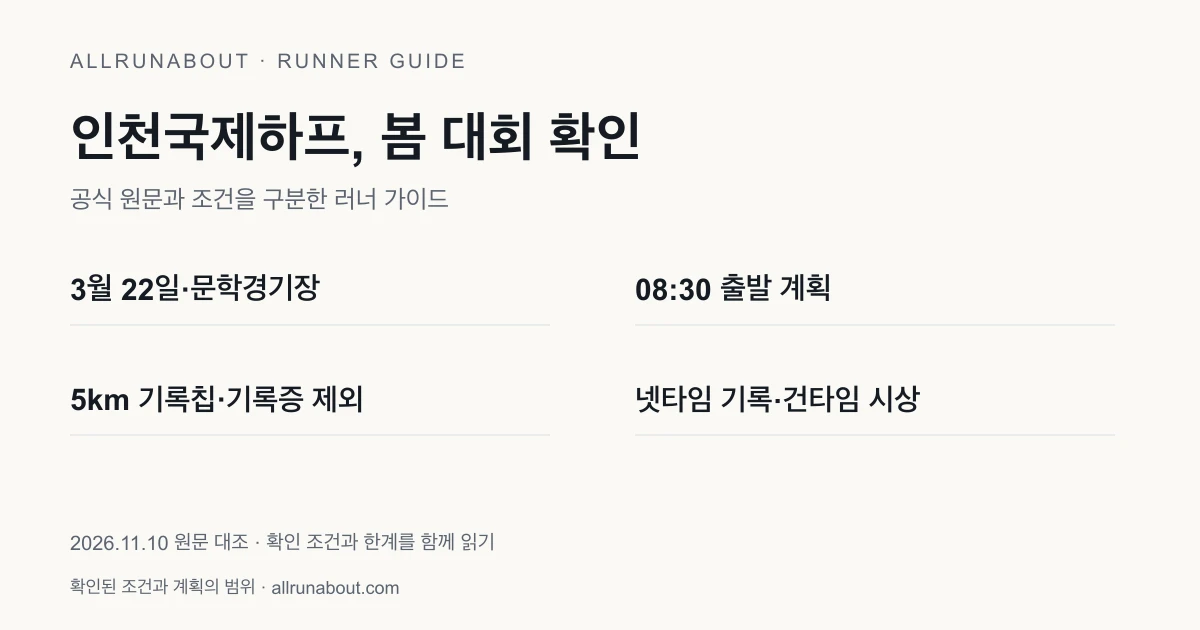 ALLRUNABOUT · RUNNER GUIDE
인천국제하프, 봄 대회 확인
공식 원문과 조건을 구분한 러너 가이드
3월 22일·문학경기장
08:30 출발 계획
5km 기록칩·기록증 제외
넷타임 기록·건타임 시상
2026.11.10 원문 대조 · 확인 조건과 한계를 함께 읽기
확인된 조건과 계획의 범위 · allrunabout.com